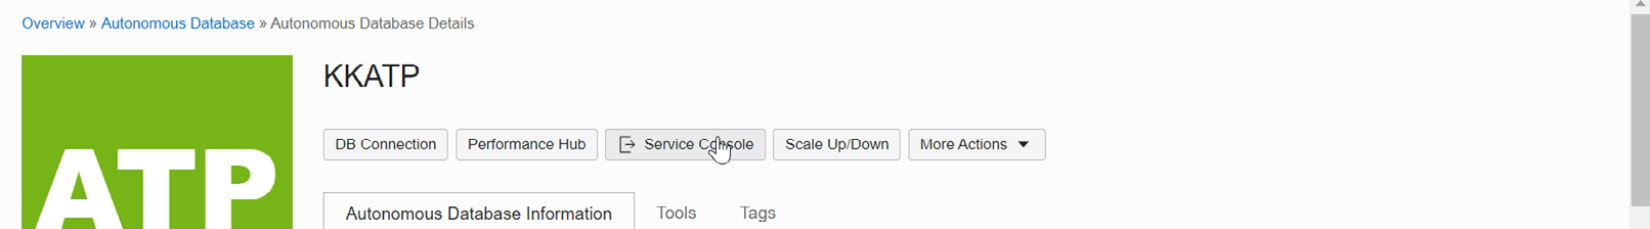 Overview » Autonomous Database » Autonomous Database Details
KKATP
DB Connection Performance Hub Service Console Scale Up/Down More Actions
ATP
Autonomous Database Information Tools Tags